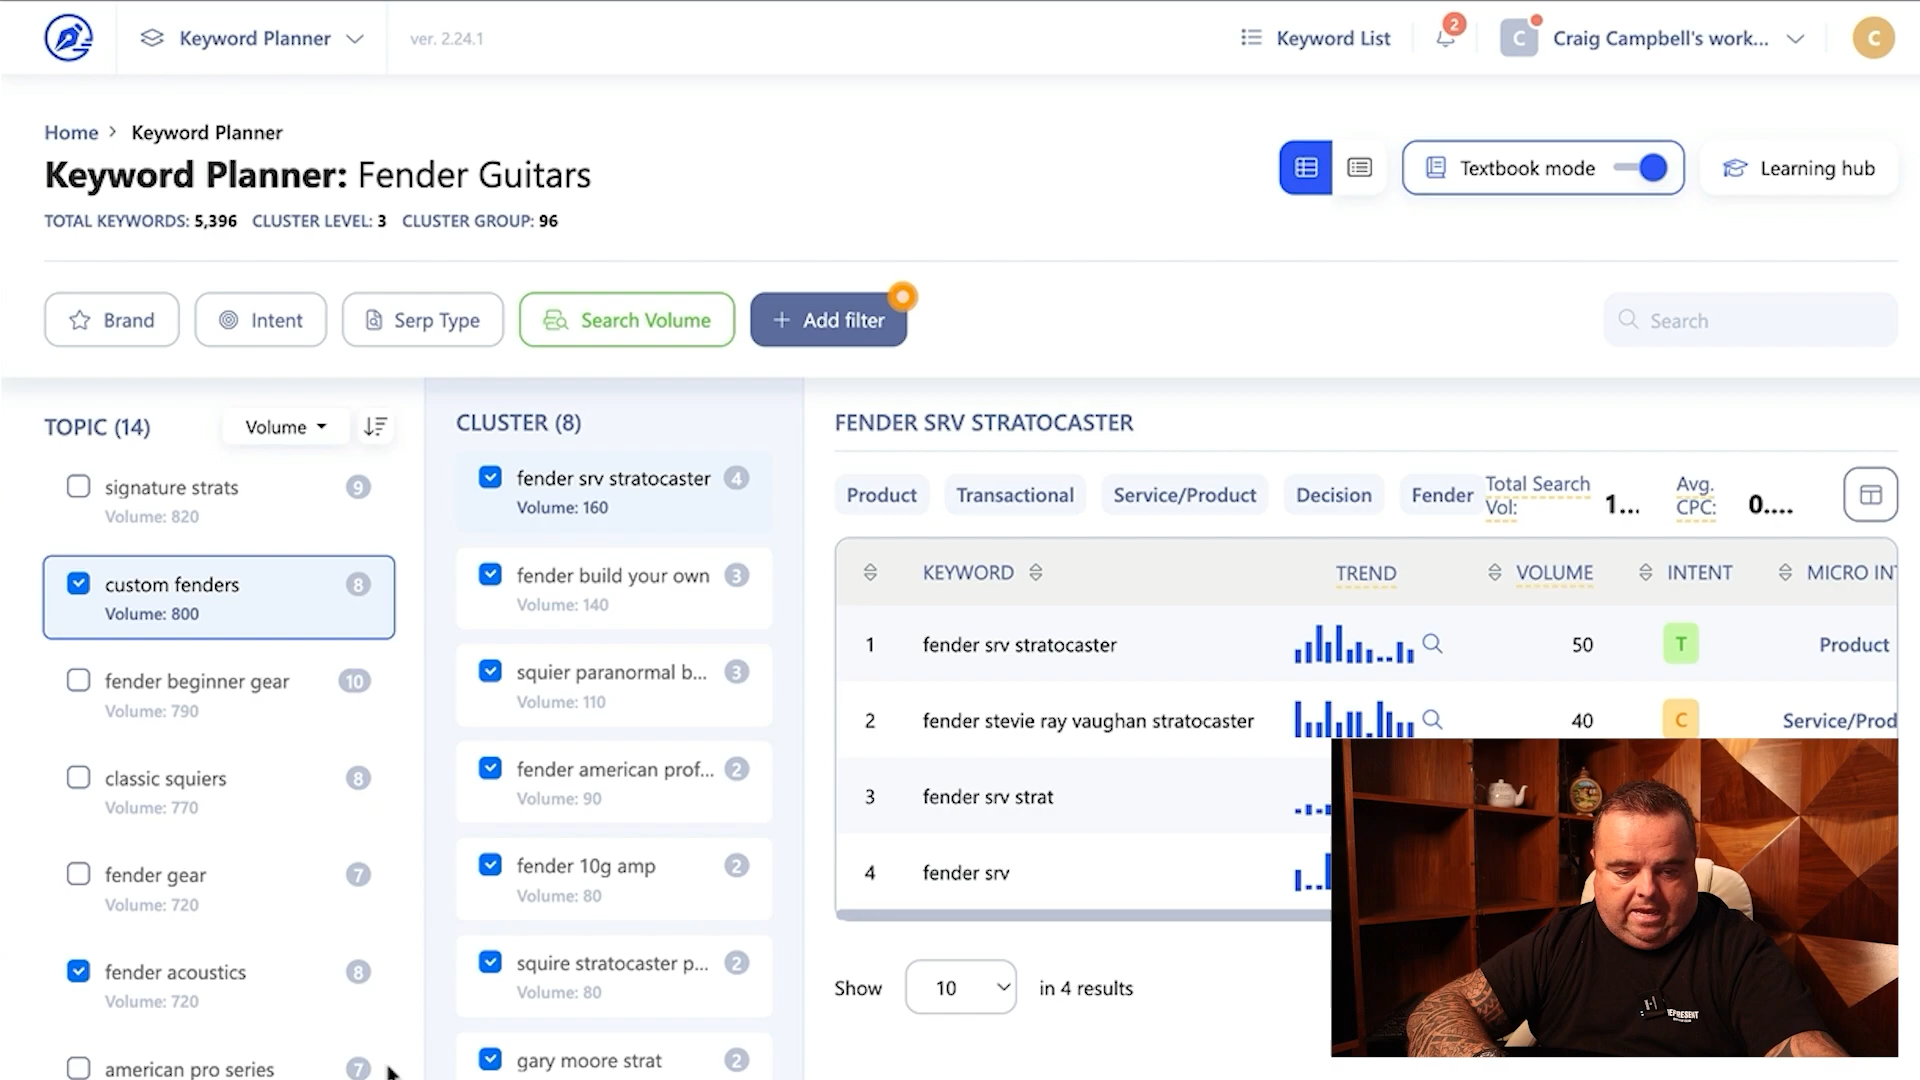 Keyword Planner
ver. 2.24.1
Keyword List
2
C
Craig Campbell's work...
C
Home > Keyword Planner
Keyword Planner: Fender Guitars
TOTAL KEYWORDS: 5,396 CLUSTER LEVEL: 3 CLUSTER GROUP: 96
Textbook mode
Learning hub
Brand
Intent
Serp Type
Search Volume
+ Add filter
Search
TOPIC (14)
Volume
signature strats 9
Volume: 820
custom fenders 8
Volume: 800
fender beginner gear 10
Volume: 790
classic squiers 8
Volume: 770
fender gear 7
Volume: 720
fender acoustics 8
Volume: 720
american pro series 7
CLUSTER (8)
fender srv stratocaster 4
Volume: 160
fender build your own 3
Volume: 140
squier paranormal b... 3
Volume: 110
fender american prof... 2
Volume: 90
fender 10g amp 2
Volume: 80
squire stratocaster p... 2
Volume: 80
gary moore strat 2
FENDER SRV STRATOCASTER
Product
Transactional
Service/Product
Decision
Fender
Total Search
Vol:
1...
Avg.
CPC:
0....
KEYWORD TREND VOLUME INTENT MICRO INT
1 fender srv stratocaster 50 T Product
2 fender stevie ray vaughan stratocaster 40 C Service/Prod
3 fender srv strat
4 fender srv
Show 10 in 4 results
REPRESENT